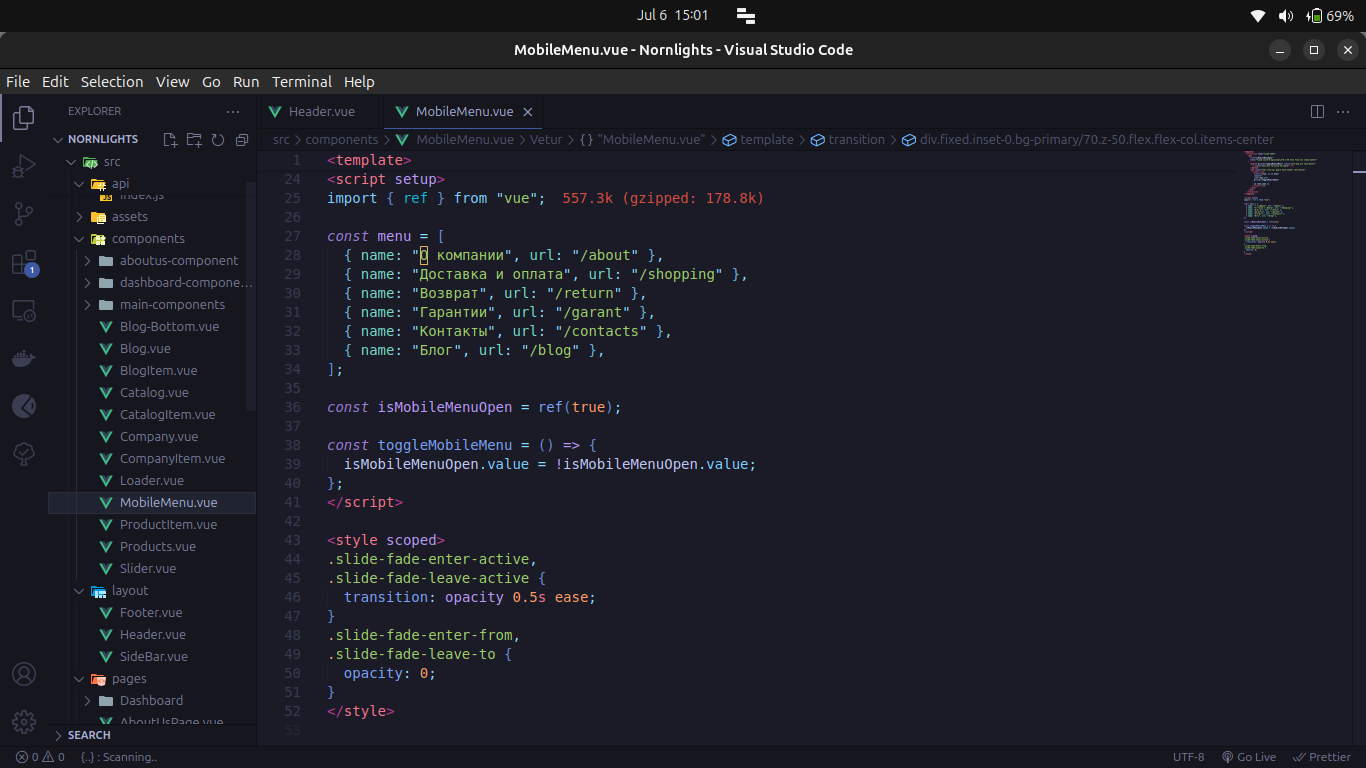 Jul 6 15:01
69%
MobileMenu.vue - Nornlights - Visual Studio Code
File Edit Selection View Go Run Terminal Help
EXPLORER
NORNLIGHTS
src
api
index.js
assets
components
aboutus-component
dashboard-compone...
main-components
Blog-Bottom.vue
Blog.vue
BlogItem.vue
Catalog.vue
CatalogItem.vue
Company.vue
CompanyItem.vue
Loader.vue
MobileMenu.vue
ProductItem.vue
Products.vue
Slider.vue
layout
Footer.vue
Header.vue
SideBar.vue
pages
Dashboard
AboutUsPage.vue
SEARCH
1
Header.vue
MobileMenu.vue
src > components > MobileMenu.vue > Vetur > {} "MobileMenu.vue" > template > transition > div.fixed.inset-0.bg-primary/70.z-50.flex.flex-col.items-center
1 <template>
24 <script setup>
25 import { ref } from "vue"; 557.3k (gzipped: 178.8k)
26
27 const menu = [
28 { name: "О компании", url: "/about" },
29 { name: "Доставка и оплата", url: "/shopping" },
30 { name: "Возврат", url: "/return" },
31 { name: "Гарантии", url: "/garant" },
32 { name: "Контакты", url: "/contacts" },
33 { name: "Блог", url: "/blog" },
34 ];
35
36 const isMobileMenuOpen = ref(true);
37
38 const toggleMobileMenu = () => {
39 isMobileMenuOpen.value = !isMobileMenuOpen.value;
40 };
41 </script>
42
43 <style scoped>
44 .slide-fade-enter-active,
45 .slide-fade-leave-active {
46 transition: opacity 0.5s ease;
47 }
48 .slide-fade-enter-from,
49 .slide-fade-leave-to {
50 opacity: 0;
51 }
52 </style>
53
0 0 {..} : Scanning..
UTF-8 Go Live Prettier